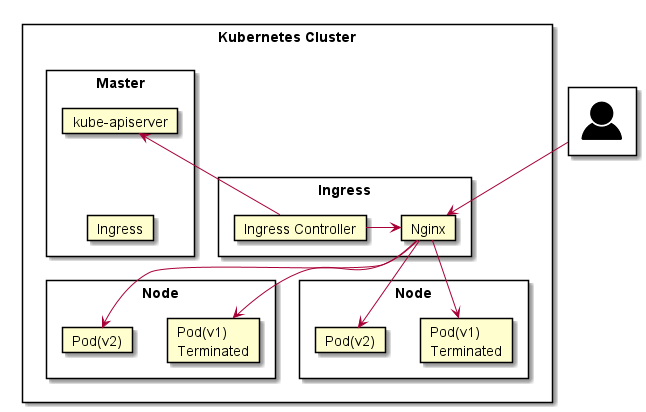 Kubernetes Cluster
Master
kube-apiserver
Ingress
Ingress
Ingress Controller
Nginx
Node
Pod(v2)
Pod(v1)
Terminated
Node
Pod(v2)
Pod(v1)
Terminated